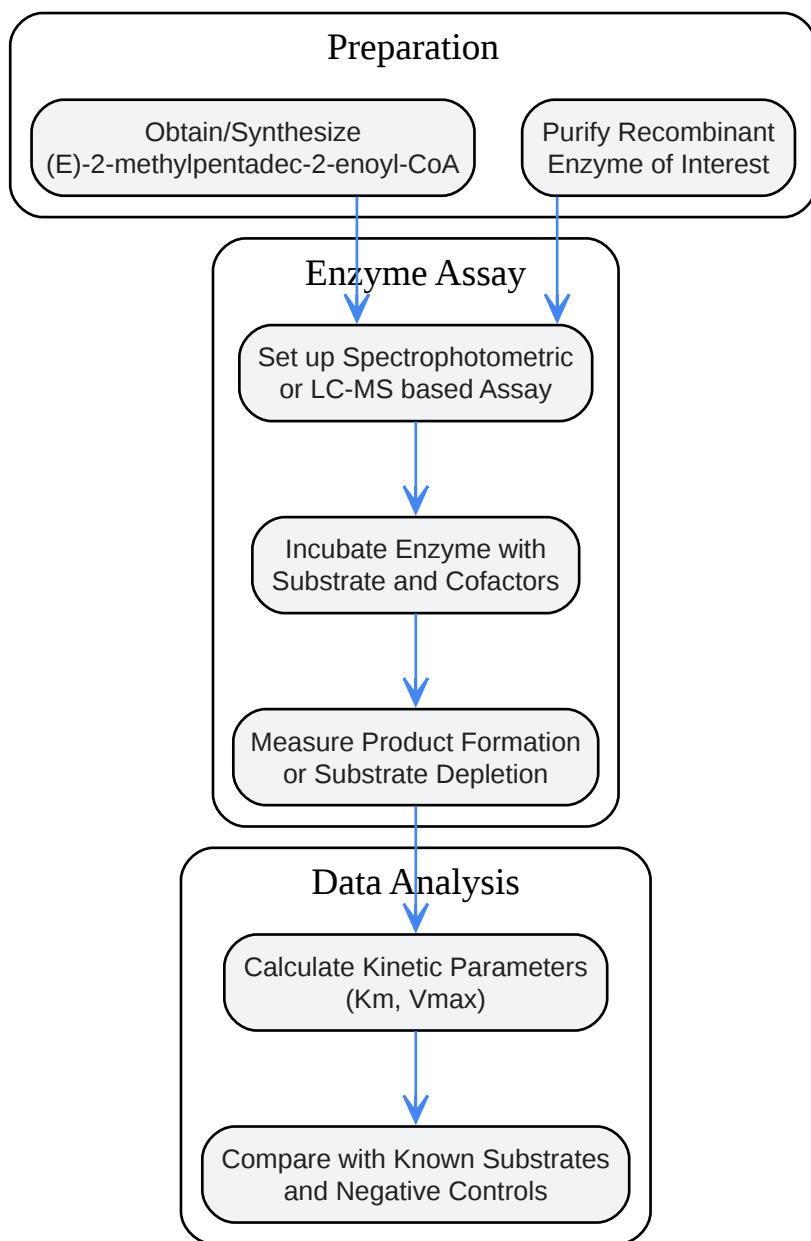 Preparation
Obtain/Synthesize
(E)-2-methylpentadec-2-enoyl-CoA
Purify Recombinant
Enzyme of Interest
Enzyme Assay
Set up Spectrophotometric
or LC-MS based Assay
Incubate Enzyme with
Substrate and Cofactors
Measure Product Formation
or Substrate Depletion
Data Analysis
Calculate Kinetic Parameters
(Km, Vmax)
Compare with Known Substrates
and Negative Controls